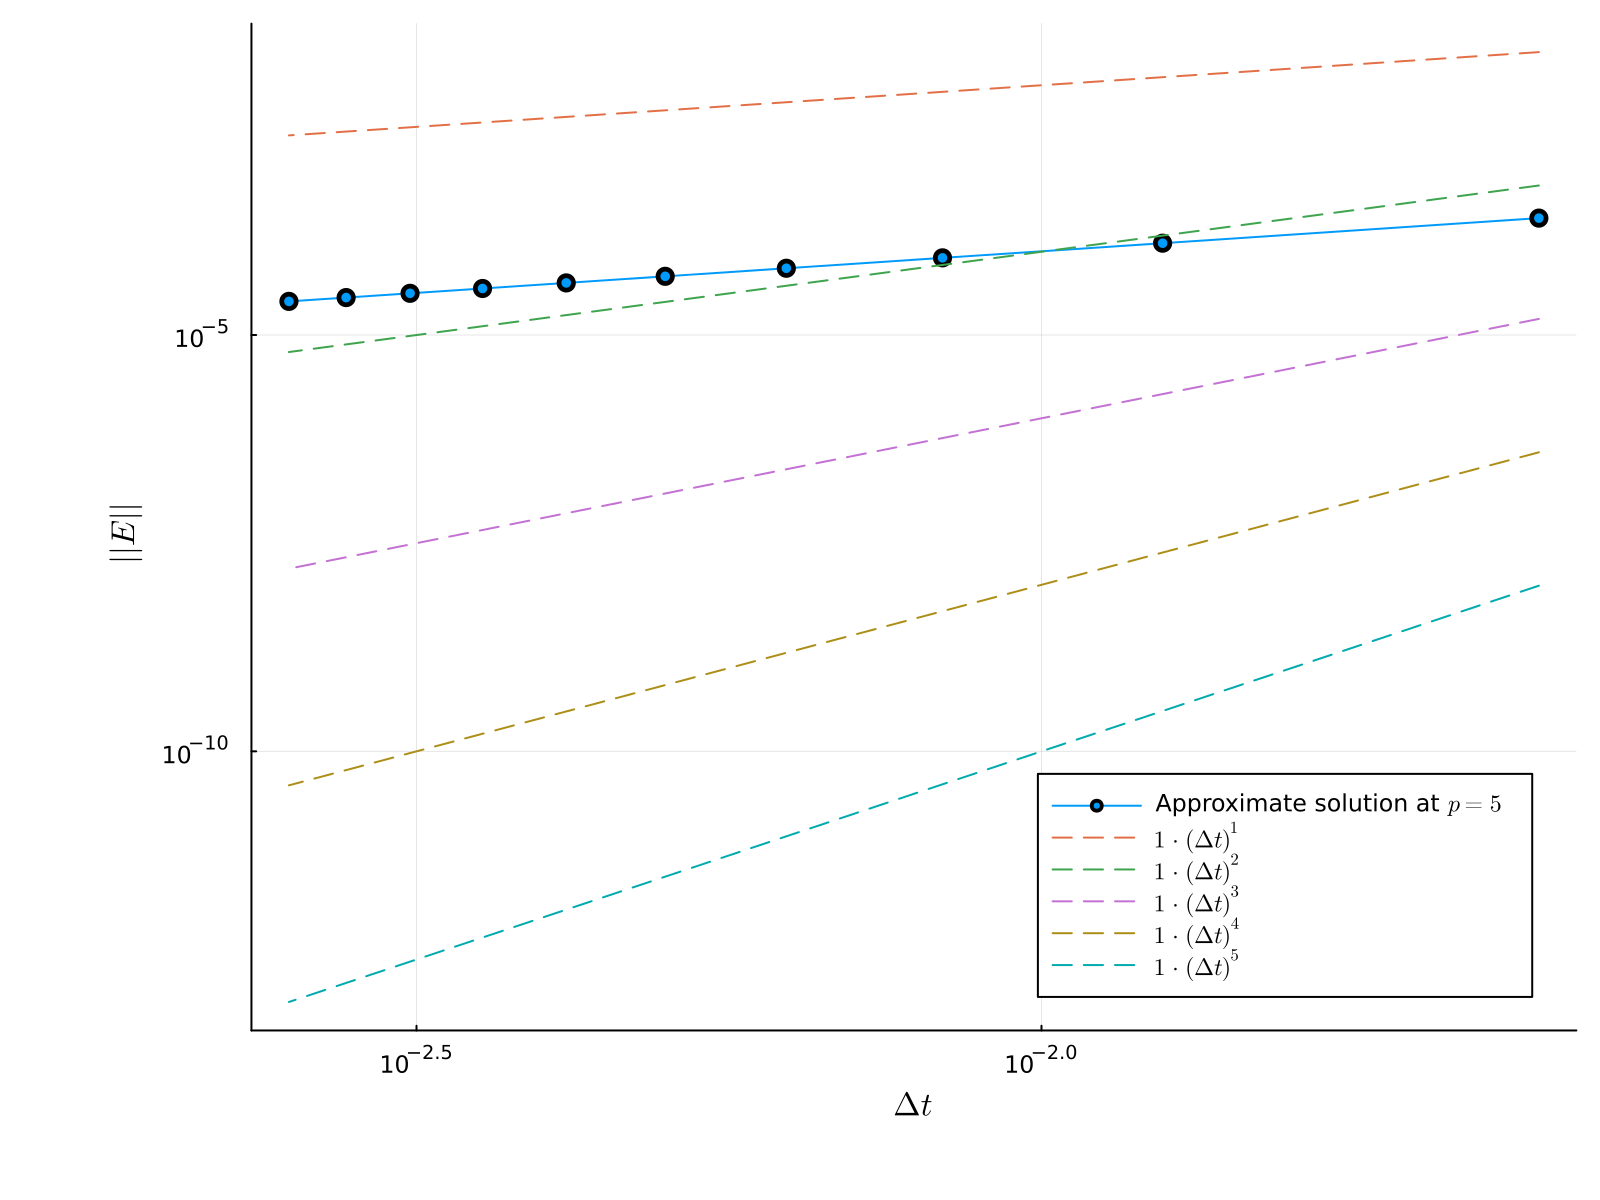 10⁻⁵
||E||
10⁻¹⁰
Approximate solution at p = 5
1 · (Δt)¹
1 · (Δt)²
1 · (Δt)³
1 · (Δt)⁴
1 · (Δt)⁵
10⁻²·⁵
10⁻²·⁰
Δt